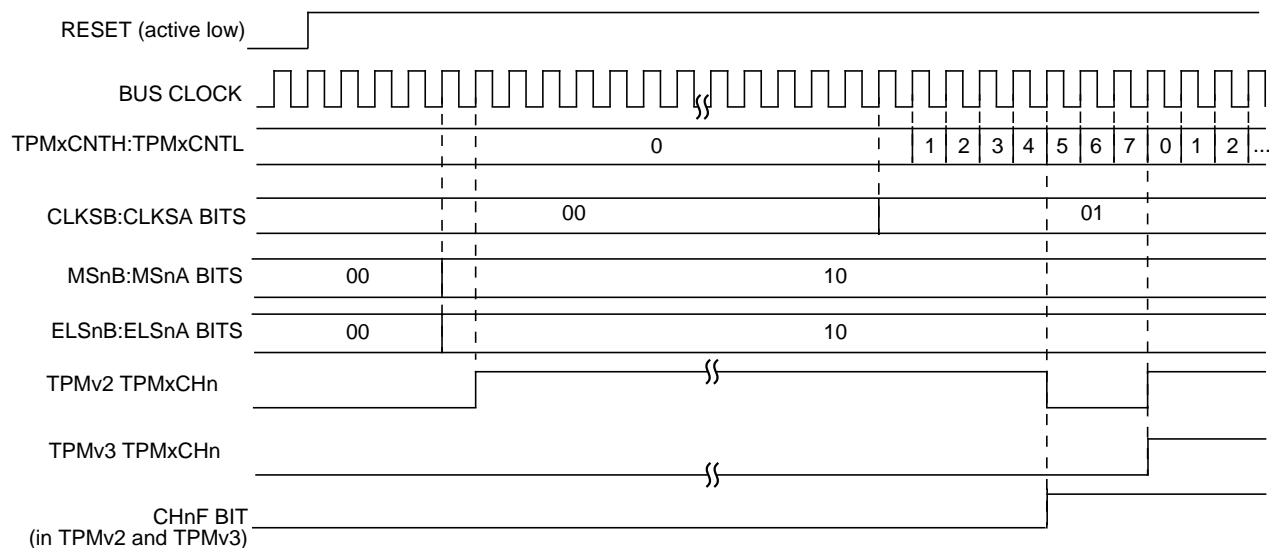 RESET (active low)
BUS CLOCK
TPMxCNTH:TPMxCNTL 0 1 2 3 4 5 6 7 0 1 2 ...
CLKSB:CLKSA BITS 00 01
MSnB:MSnA BITS 00 10
ELSnB:ELSnA BITS 00 10
TPMv2 TPMxCHn
TPMv3 TPMxCHn
CHnF BIT
(in TPMv2 and TPMv3)